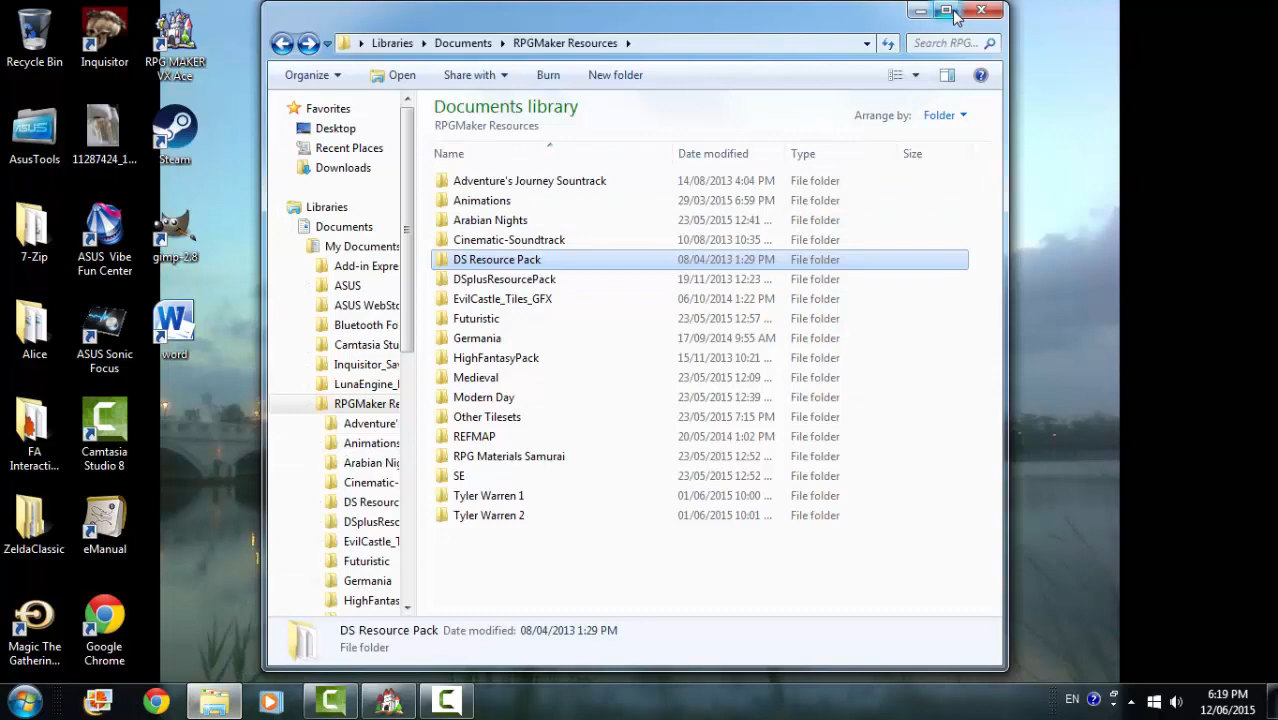 Recycle Bin
Inquisitor
RPG MAKER
VX Ace
AsusTools
11287424_1...
Steam
7-Zip
ASUS Vibe
Fun Center
gimp-2.8
Alice
ASUS Sonic
Focus
word
FA
Interacti...
Camtasia
Studio 8
ZeldaClassic
eManual
Magic The
Gatherin...
Google
Chrome
Libraries
Documents
RPGMaker Resources
Search RPG...
Organize
Open
Share with
Burn
New folder
Favorites
Desktop
Recent Places
Downloads
Libraries
Documents
My Documents
Add-in Expre
ASUS
ASUS WebSto
Bluetooth Fo
Camtasia Stu
Inquisitor_Sa
LunaEngine_
RPGMaker Re
Adventure'
Animations
Arabian Nig
Cinematic-
DS Resourc
DSplusReso
EvilCastle_T
Futuristic
Germania
HighFantas
Documents library
RPGMaker Resources
Arrange by: Folder
Name Date modified Type Size
Adventure's Journey Sountrack 14/08/2013 4:04 PM File folder
Animations 29/03/2015 6:59 PM File folder
Arabian Nights 23/05/2015 12:41 ... File folder
Cinematic-Soundtrack 10/08/2013 10:35 ... File folder
DS Resource Pack 08/04/2013 1:29 PM File folder
DSplusResourcePack 19/11/2013 12:23 ... File folder
EvilCastle_Tiles_GFX 06/10/2014 1:22 PM File folder
Futuristic 23/05/2015 12:57 ... File folder
Germania 17/09/2014 9:55 AM File folder
HighFantasyPack 15/11/2013 10:21 ... File folder
Medieval 23/05/2015 12:09 ... File folder
Modern Day 23/05/2015 12:39 ... File folder
Other Tilesets 23/05/2015 7:15 PM File folder
REFMAP 20/05/2014 1:02 PM File folder
RPG Materials Samurai 23/05/2015 12:52 ... File folder
SE 23/05/2015 12:52 ... File folder
Tyler Warren 1 01/06/2015 10:00 ... File folder
Tyler Warren 2 01/06/2015 10:01 ... File folder
DS Resource Pack Date modified: 08/04/2013 1:29 PM
File folder
EN
6:19 PM
12/06/2015